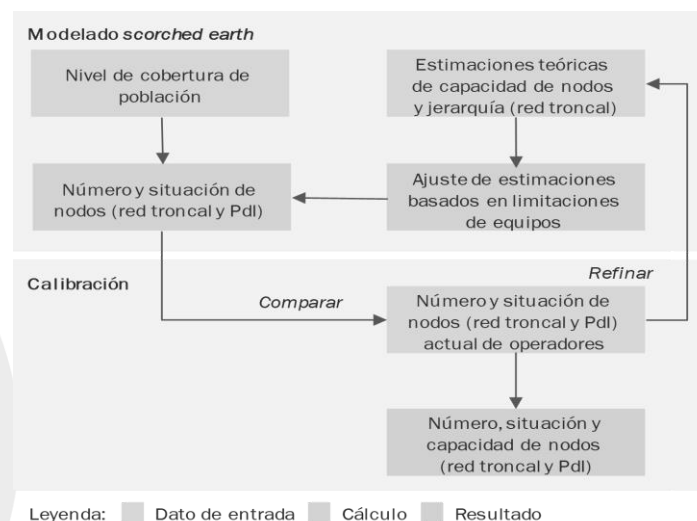 Modelado scorched earth
Nivel de cobertura de
población
Estimaciones teóricas
de capacidad de nodos
y jerarquía (red troncal)
Número y situación de
nodos (red troncal y PdI)
Ajuste de estimaciones
basados en limitaciones
de equipos
Calibración
Comparar
Refinar
Número y situación de
nodos (red troncal y PdI)
actual de operadores
Número, situación y
capacidad de nodos
(red troncal y PdI)
Leyenda: Dato de entrada Cálculo Resultado